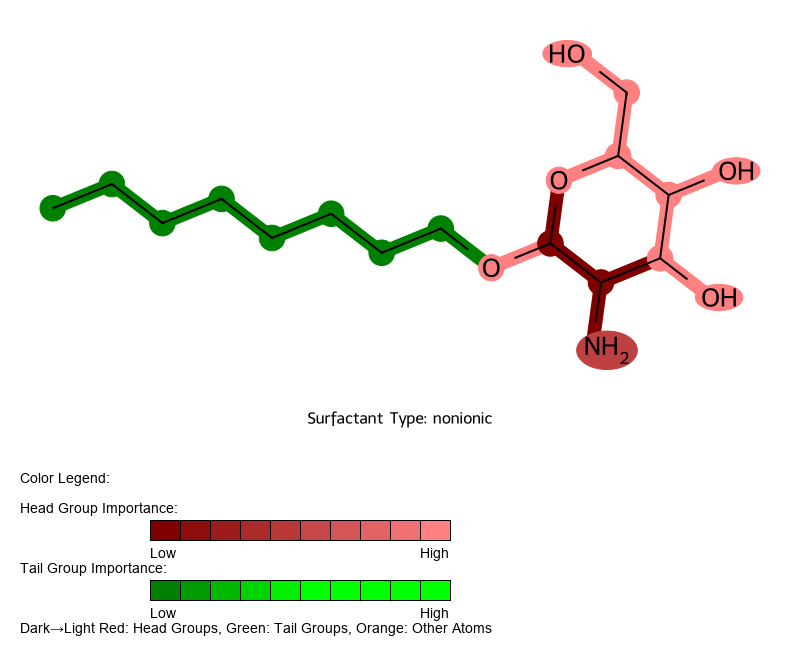 HO
O
OH
O
OH
NH2
Surfactant Type: nonionic
Color Legend:
Head Group Importance:
Low High
Tail Group Importance:
Low High
Dark→Light Red: Head Groups, Green: Tail Groups, Orange: Other Atoms